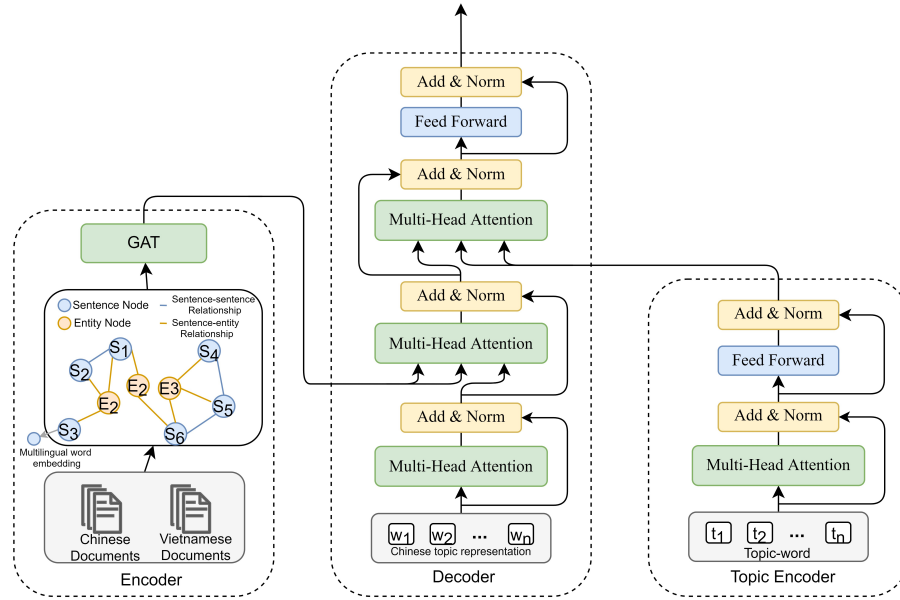 GAT
Sentence Node
Entity Node
Sentence-sentence
Relationship
Sentence-entity
Relationship
S1
S2
S4
E2
E2
E3
S3
S5
S6
Multilingual word
embedding
Chinese
Documents
Vietnamese
Documents
Encoder
Add & Norm
Feed Forward
Add & Norm
Multi-Head Attention
Add & Norm
Multi-Head Attention
Add & Norm
Multi-Head Attention
w1 w2 ... wn
Chinese topic representation
Decoder
Add & Norm
Feed Forward
Add & Norm
Multi-Head Attention
t1 t2 ... tn
Topic-word
Topic Encoder